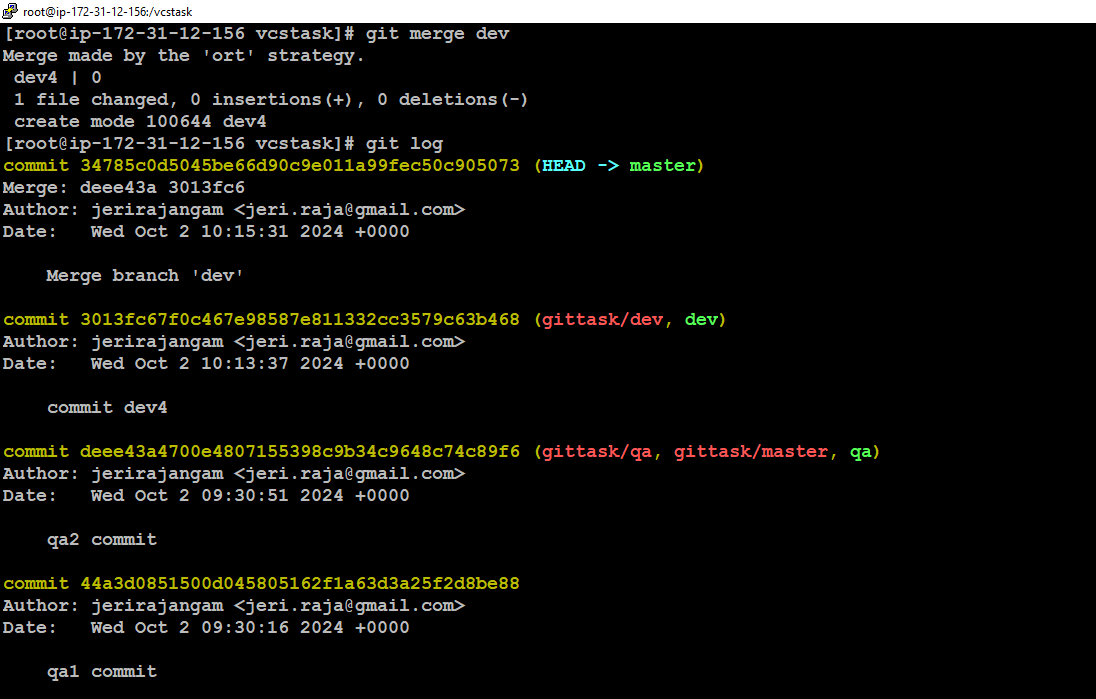 root@ip-172-31-12-156:/vcstask
[root@ip-172-31-12-156 vcstask]# git merge dev
Merge made by the 'ort' strategy.
 dev4 | 0
 1 file changed, 0 insertions(+), 0 deletions(-)
 create mode 100644 dev4
[root@ip-172-31-12-156 vcstask]# git log
commit 34785c0d5045be66d90c9e011a99fec50c905073 (HEAD -> master)
Merge: deee43a 3013fc6
Author: jerirajangam <jeri.raja@gmail.com>
Date:   Wed Oct 2 10:15:31 2024 +0000

    Merge branch 'dev'

commit 3013fc67f0c467e98587e811332cc3579c63b468 (gittask/dev, dev)
Author: jerirajangam <jeri.raja@gmail.com>
Date:   Wed Oct 2 10:13:37 2024 +0000

    commit dev4

commit deee43a4700e4807155398c9b34c9648c74c89f6 (gittask/qa, gittask/master, qa)
Author: jerirajangam <jeri.raja@gmail.com>
Date:   Wed Oct 2 09:30:51 2024 +0000

    qa2 commit

commit 44a3d0851500d045805162f1a63d3a25f2d8be88
Author: jerirajangam <jeri.raja@gmail.com>
Date:   Wed Oct 2 09:30:16 2024 +0000

    qa1 commit